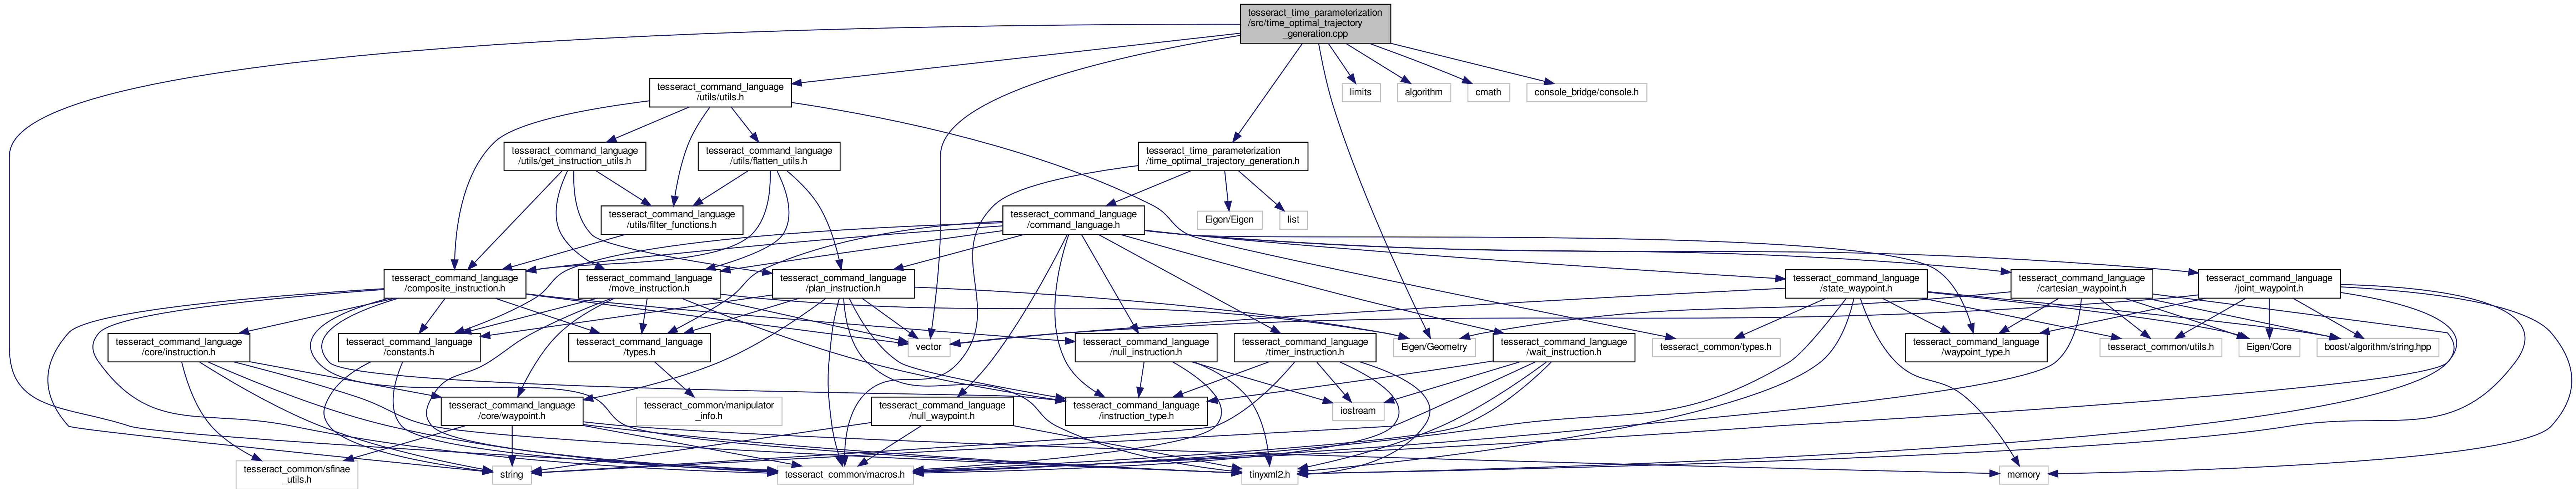 tesseract_time_parameterization
/src/time_optimal_trajectory
_generation.cpp
tesseract_command_language
/utils/utils.h
limits
algorithm
cmath
console_bridge/console.h
tesseract_command_language
/utils/get_instruction_utils.h
tesseract_command_language
/utils/flatten_utils.h
tesseract_time_parameterization
/time_optimal_trajectory_generation.h
tesseract_command_language
/utils/filter_functions.h
tesseract_command_language
/command_language.h
Eigen/Eigen
list
tesseract_command_language
/composite_instruction.h
tesseract_command_language
/move_instruction.h
tesseract_command_language
/plan_instruction.h
tesseract_command_language
/state_waypoint.h
tesseract_command_language
/cartesian_waypoint.h
tesseract_command_language
/joint_waypoint.h
tesseract_command_language
/core/instruction.h
tesseract_command_language
/constants.h
tesseract_command_language
/types.h
vector
tesseract_command_language
/null_instruction.h
tesseract_command_language
/timer_instruction.h
Eigen/Geometry
tesseract_command_language
/wait_instruction.h
tesseract_common/types.h
tesseract_command_language
/waypoint_type.h
tesseract_common/utils.h
Eigen/Core
boost/algorithm/string.hpp
tesseract_command_language
/core/waypoint.h
tesseract_common/manipulator
_info.h
tesseract_command_language
/null_waypoint.h
tesseract_command_language
/instruction_type.h
iostream
tesseract_common/sfinae
_utils.h
string
tesseract_common/macros.h
tinyxml2.h
memory